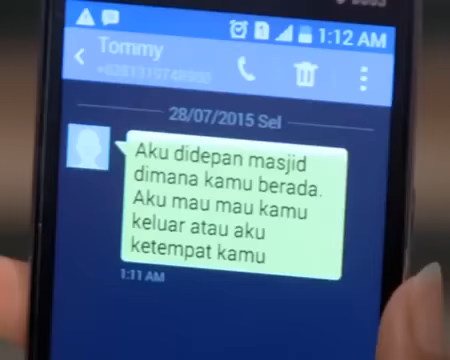 1:12 AM
Tommy
28/07/2015 Sel
Aku didepan masjid
dimana kamu berada.
Aku mau mau kamu
keluar atau aku
ketempat kamu
1:11 AM